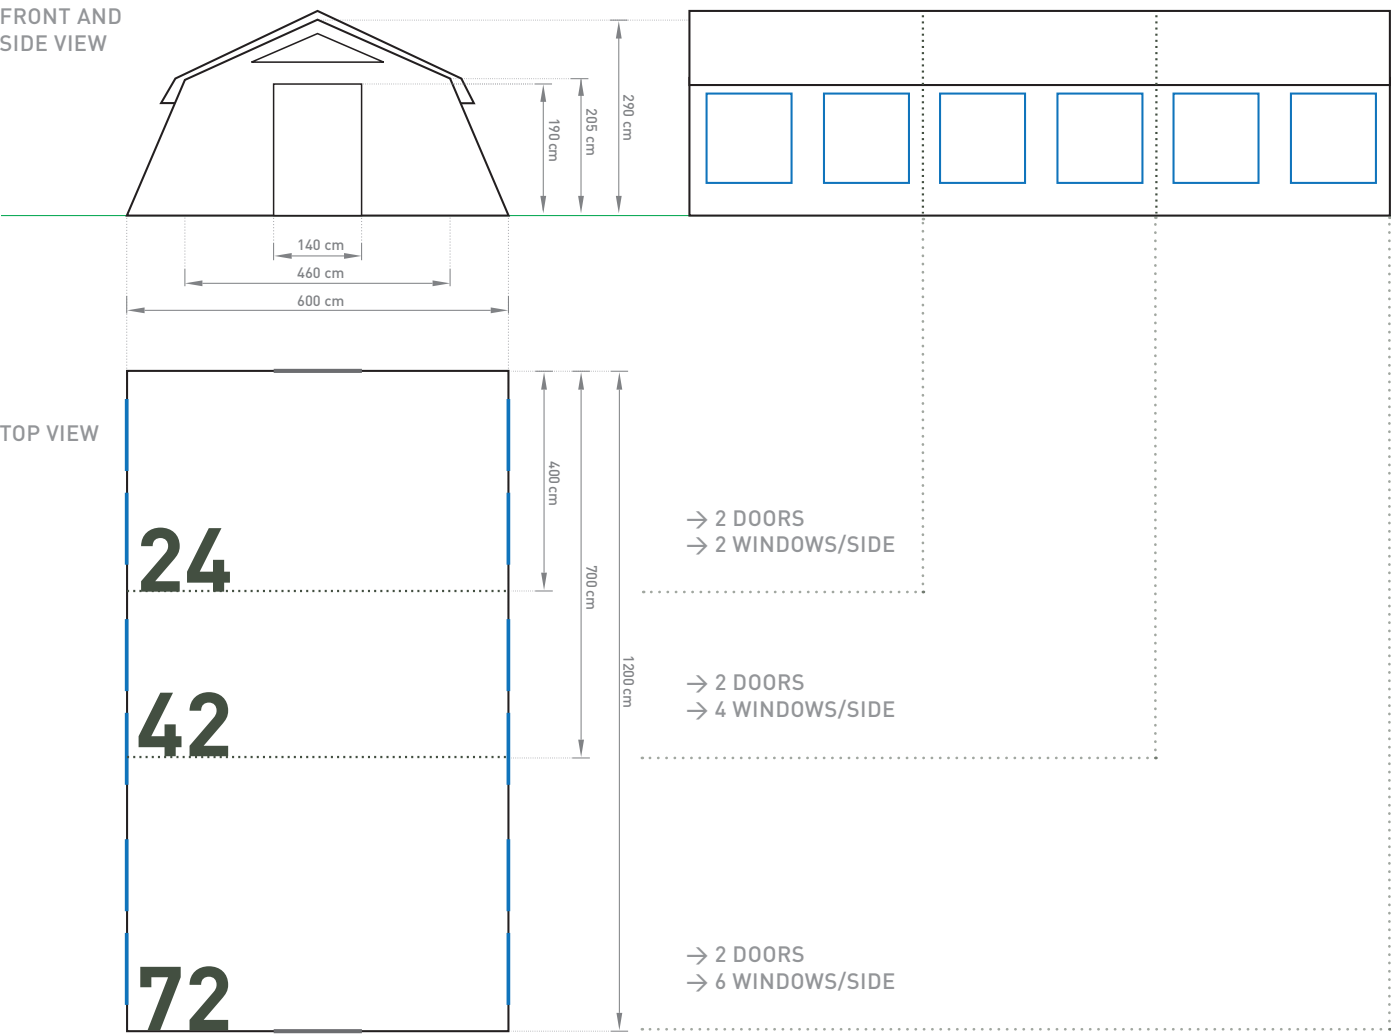 FRONT AND
SIDE VIEW
190 cm
205 cm
290 cm
140 cm
460 cm
600 cm
TOP VIEW
400 cm
700 cm
1200 cm
24
→ 2 DOORS
→ 2 WINDOWS/SIDE
42
→ 2 DOORS
→ 4 WINDOWS/SIDE
72
→ 2 DOORS
→ 6 WINDOWS/SIDE